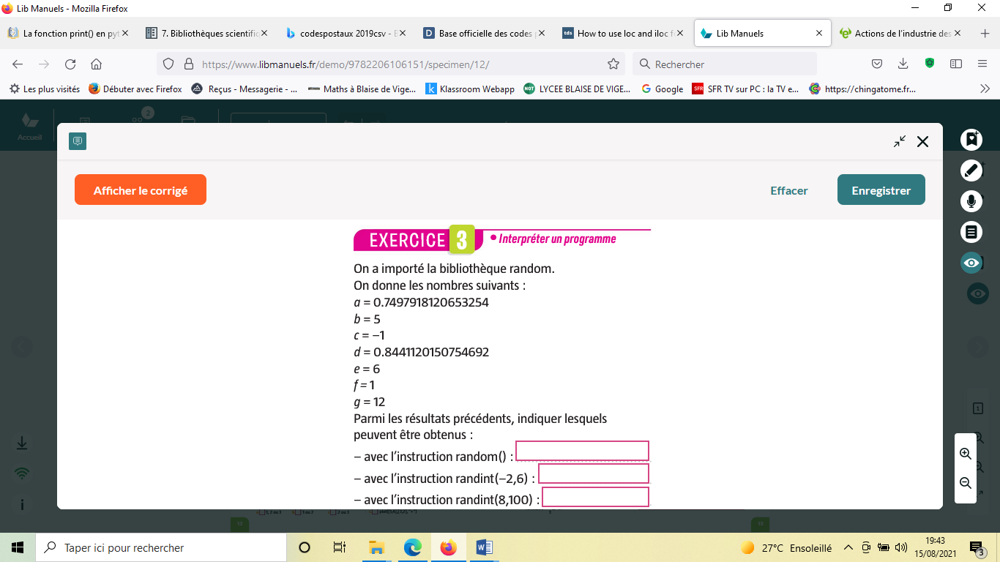 Lib Manuels - Mozilla Firefox
La fonction print() en pyt
7. Bibliothèques scientific
codespostaux 2019csv - B
Base officielle des codes p
tds How to use loc and iloc f
Lib Manuels
Actions de l'industrie des
https://www.libmanuels.fr/demo/9782206106151/specimen/12/
Rechercher
Les plus visités
Débuter avec Firefox
Reçus - Messagerie - ...
Maths à Blaise de Vige...
Klassroom Webapp
LYCEE BLAISE DE VIGE...
Google
SFR TV sur PC : la TV e...
https://chingatome.fr...
Accueil
2
Afficher le corrigé
Effacer
Enregistrer
EXERCICE 3 • Interpréter un programme
On a importé la bibliothèque random.
On donne les nombres suivants :
a = 0.7497918120653254
b = 5
c = –1
d = 0.8441120150754692
e = 6
f = 1
g = 12
Parmi les résultats précédents, indiquer lesquels
peuvent être obtenus :
– avec l'instruction random() :
– avec l'instruction randint(–2,6) :
– avec l'instruction randint(8,100) :
12
12
Taper ici pour rechercher
27°C Ensoleillé
19:43
15/08/2021
3